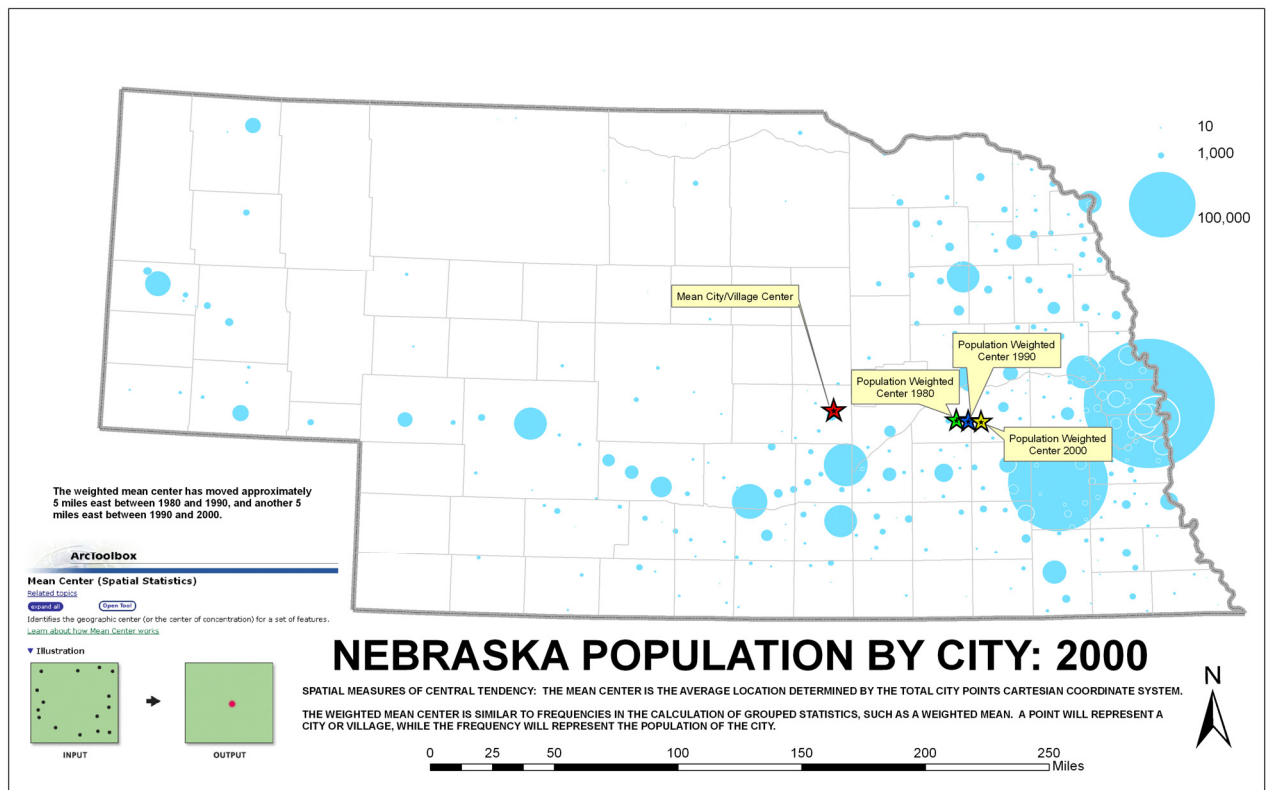 10
1,000
100,000
Mean City/Village Center
Population Weighted
Center 1990
Population Weighted
Center 1980
Population Weighted
Center 2000
The weighted mean center has moved approximately
5 miles east between 1980 and 1990, and another 5
miles east between 1990 and 2000.
ArcToolbox
Mean Center (Spatial Statistics)
Related topics
expand all
Open Tool
Identifies the geographic center (or the center of concentration) for a set of features.
Learn about how Mean Center works
Illustration
INPUT
OUTPUT
NEBRASKA POPULATION BY CITY: 2000
SPATIAL MEASURES OF CENTRAL TENDENCY: THE MEAN CENTER IS THE AVERAGE LOCATION DETERMINED BY THE TOTAL CITY POINTS CARTESIAN COORDINATE SYSTEM.
THE WEIGHTED MEAN CENTER IS SIMILAR TO FREQUENCIES IN THE CALCULATION OF GROUPED STATISTICS, SUCH AS A WEIGHTED MEAN. A POINT WILL REPRESENT A
CITY OR VILLAGE, WHILE THE FREQUENCY WILL REPRESENT THE POPULATION OF THE CITY.
N
0 25 50 100 150 200 250
Miles